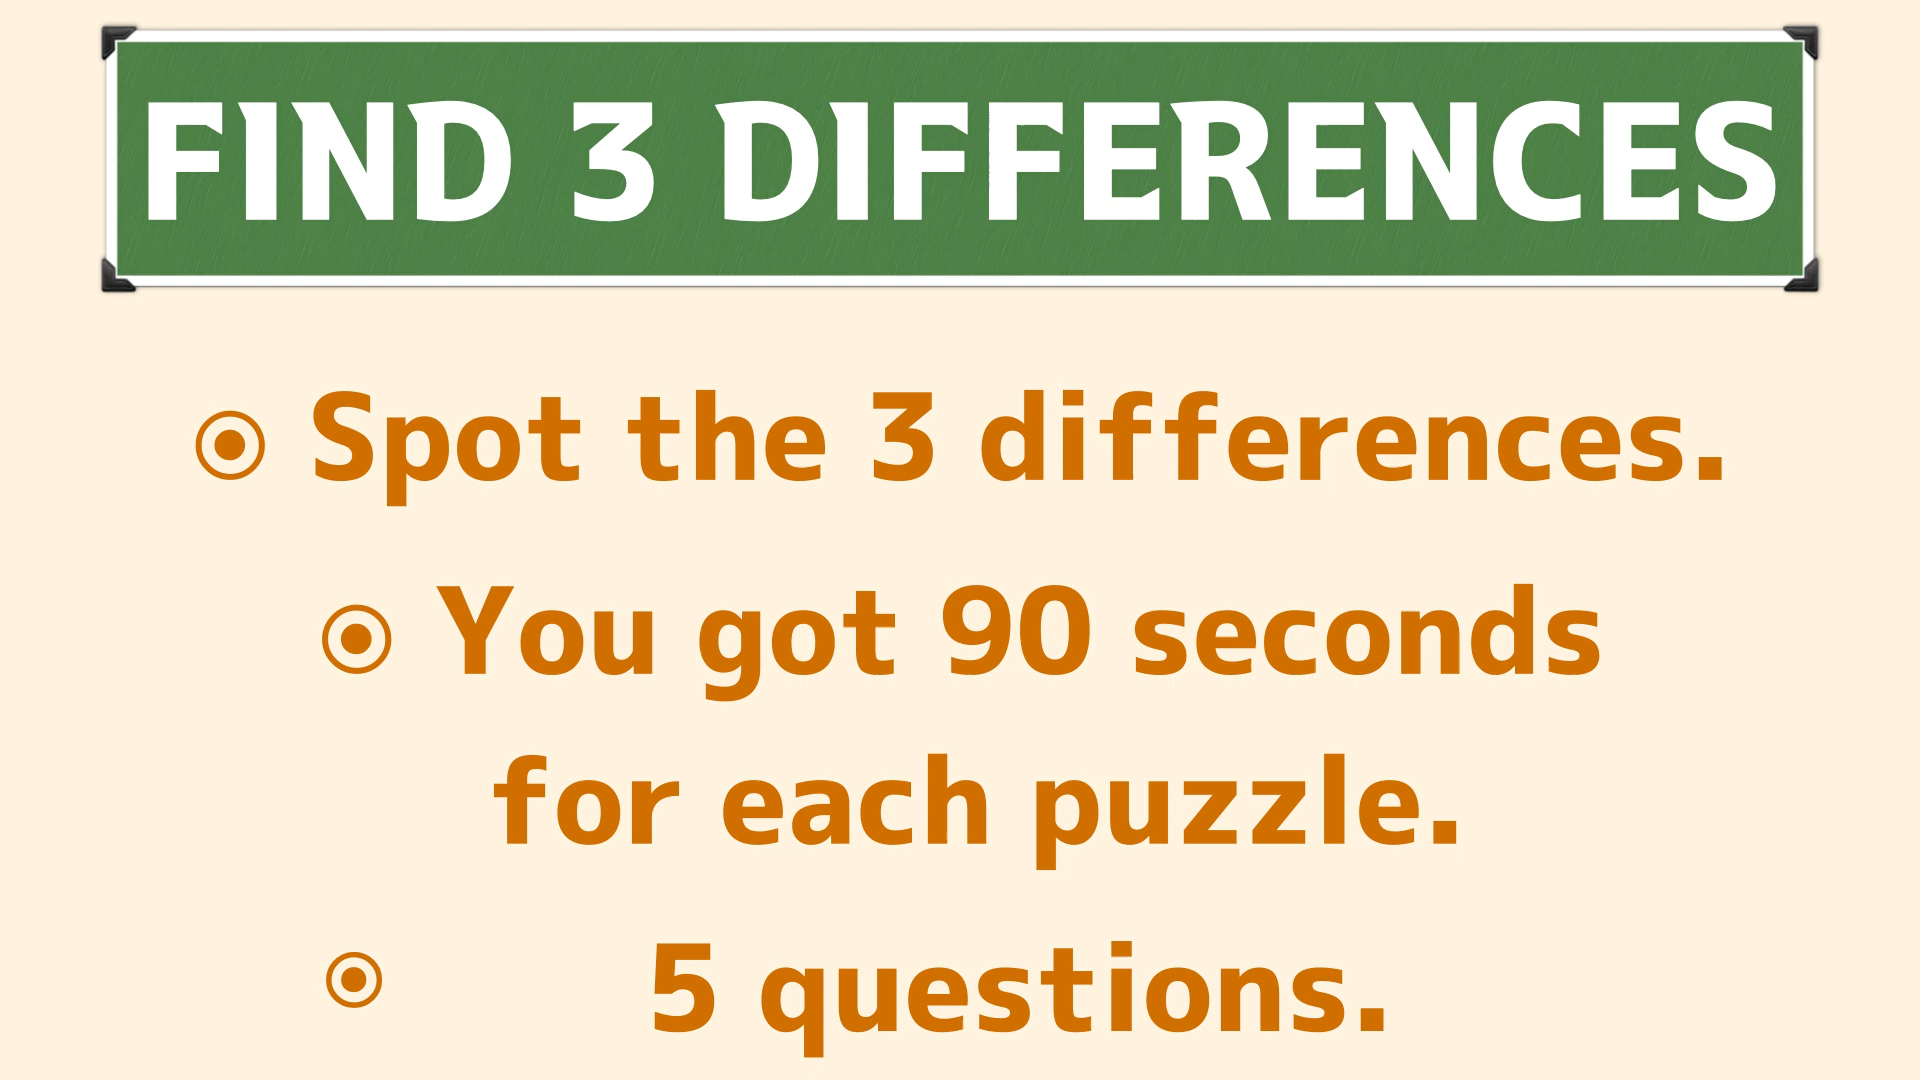 FIND 3 DIFFERENCES
Spot the 3 differences.
You got 90 seconds
for each puzzle.
5 questions.